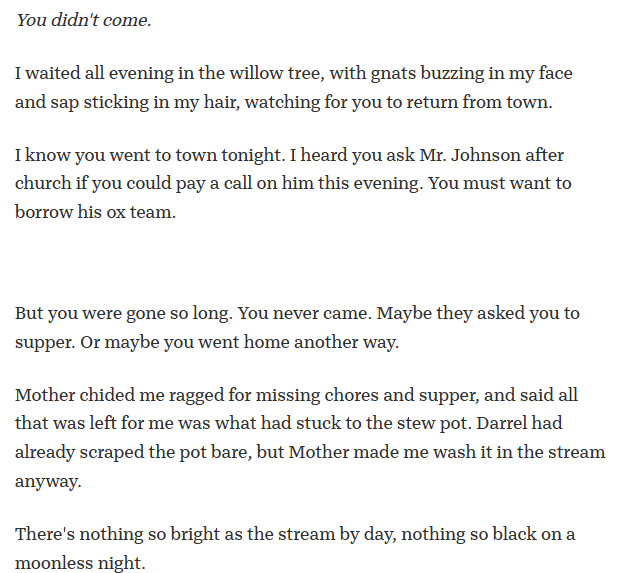 You didn't come.
I waited all evening in the willow tree, with gnats buzzing in my face
and sap sticking in my hair, watching for you to return from town.
I know you went to town tonight. I heard you ask Mr. Johnson after
church if you could pay a call on him this evening. You must want to
borrow his ox team.
But you were gone so long. You never came. Maybe they asked you to
supper. Or maybe you went home another way.
Mother chided me ragged for missing chores and supper, and said all
that was left for me was what had stuck to the stew pot. Darrel had
already scraped the pot bare, but Mother made me wash it in the stream
anyway.
There's nothing so bright as the stream by day, nothing so black on a
moonless night.